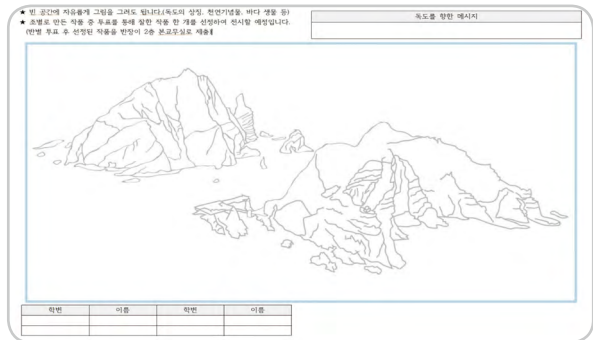 ★ 빈 공간에 자유롭게 그림을 그려도 됩니다.(독도의 상징, 천연기념물, 바다 생물 등)
★ 조별로 만든 작품 중 투표를 통해 잘한 작품 한 개를 선정하여 전시할 예정입니다.
(반별 투표 후 선정된 작품을 반장이 2층 본교무실로 제출)
독도를 향한 메시지
학번 이름 학번 이름